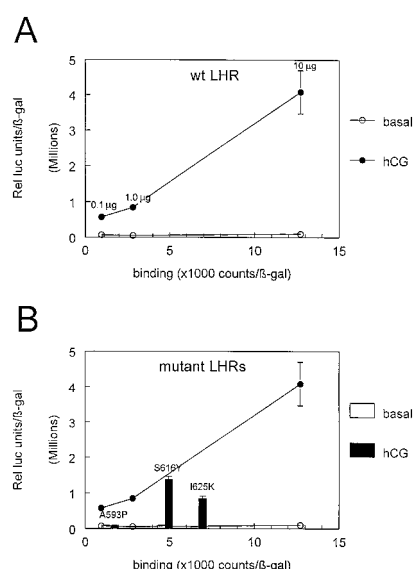 A
wt LHR
Rel luc units/ß-gal
(Millions)
5
4
3
2
1
0
0.1 µg
1.0 µg
10 µg
0
5
10
15
binding (x1000 counts/ß-gal)
basal
hCG
B
mutant LHRs
Rel luc units/ß-gal
(Millions)
5
4
3
2
1
0
A593P
S616Y
I625K
0
5
10
15
binding (x1000 counts/ß-gal)
basal
hCG